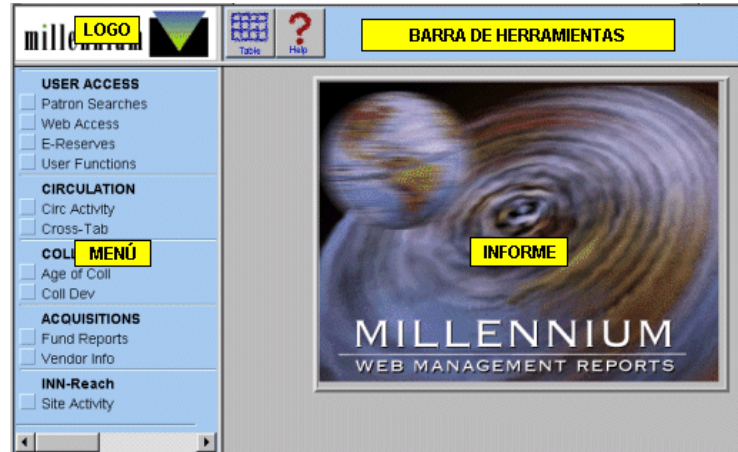 LOGO
Table
Help
BARRA DE HERRAMIENTAS
USER ACCESS
Patron Searches
Web Access
E-Reserves
User Functions
CIRCULATION
Circ Activity
Cross-Tab
MENÚ
Age of Coll
Coll Dev
ACQUISITIONS
Fund Reports
Vendor Info
INN-Reach
Site Activity
INFORME
MILLENNIUM
WEB MANAGEMENT REPORTS